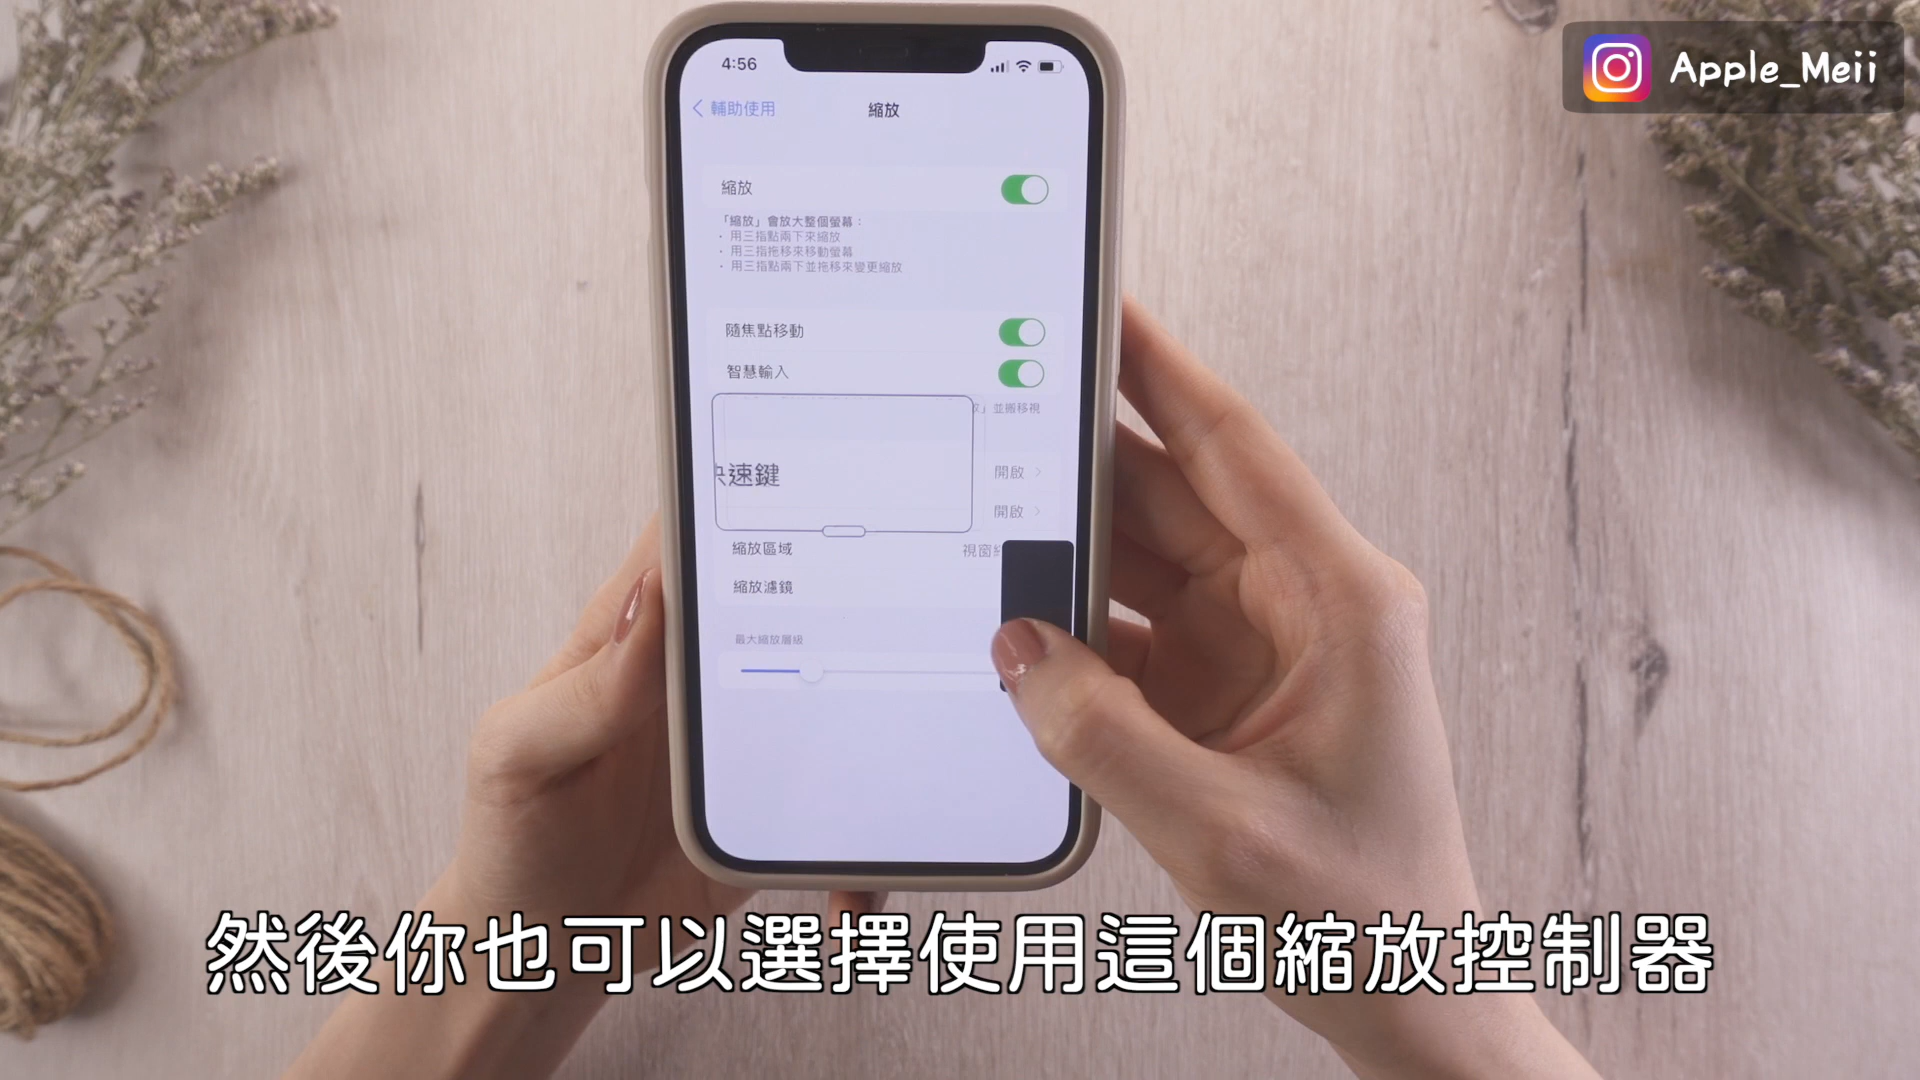 Apple_Meii
4:56
輔助使用
縮放
縮放
「縮放」會放大整個螢幕：
• 用三指點兩下來縮放
• 用三指拖移來移動螢幕
• 用三指點兩下並拖移來變更縮放
隨焦點移動
智慧輸入
」並搬移視
速鍵
開啟
開啟
縮放區域
視窗
縮放濾鏡
最大縮放層級
然後你也可以選擇使用這個縮放控制器